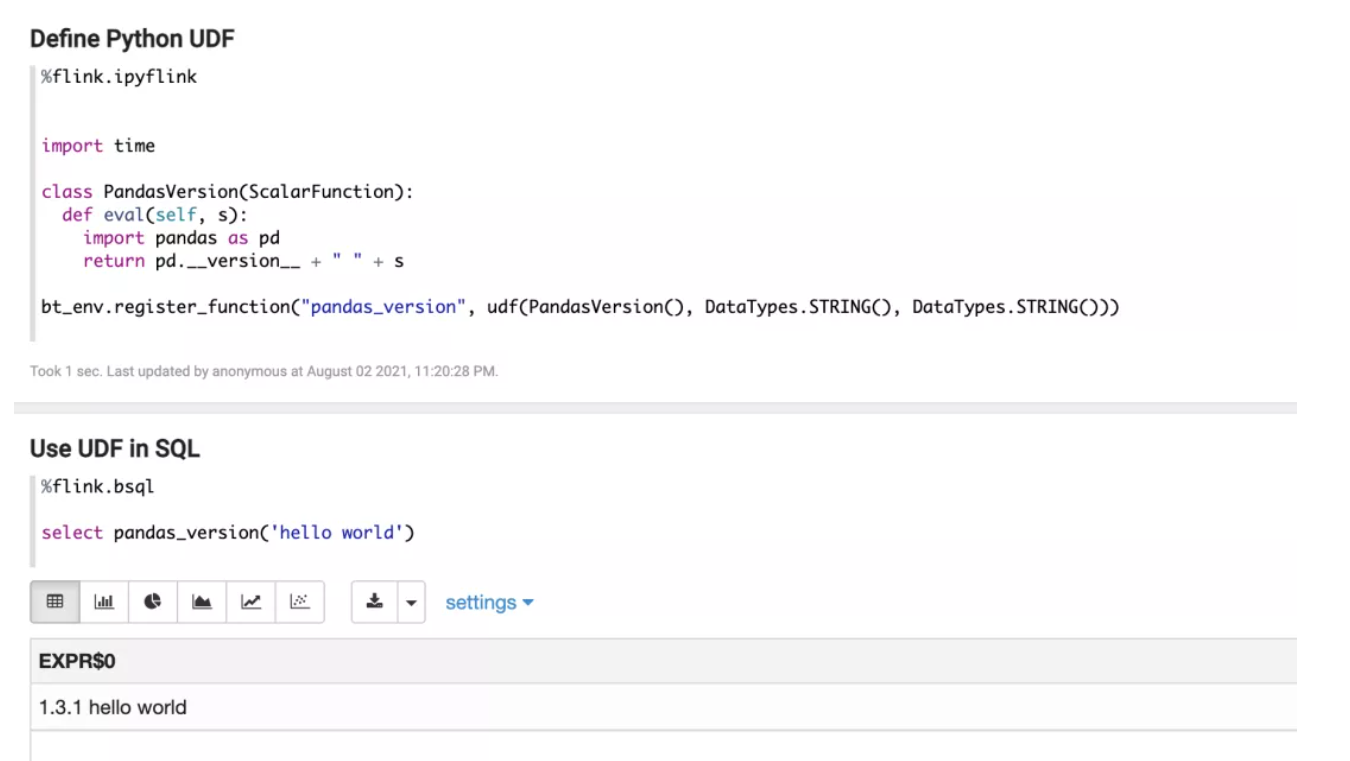 Define Python UDF
%flink.ipyflink
import time
class PandasVersion(ScalarFunction):
def eval(self, s):
import pandas as pd
return pd.__version__ + " " + s
bt_env.register_function("pandas_version", udf(PandasVersion(), DataTypes.STRING(), DataTypes.STRING()))
Took 1 sec. Last updated by anonymous at August 02 2021, 11:20:28 PM.
Use UDF in SQL
%flink.bsql
select pandas_version('hello world')
settings
EXPR$0
1.3.1 hello world